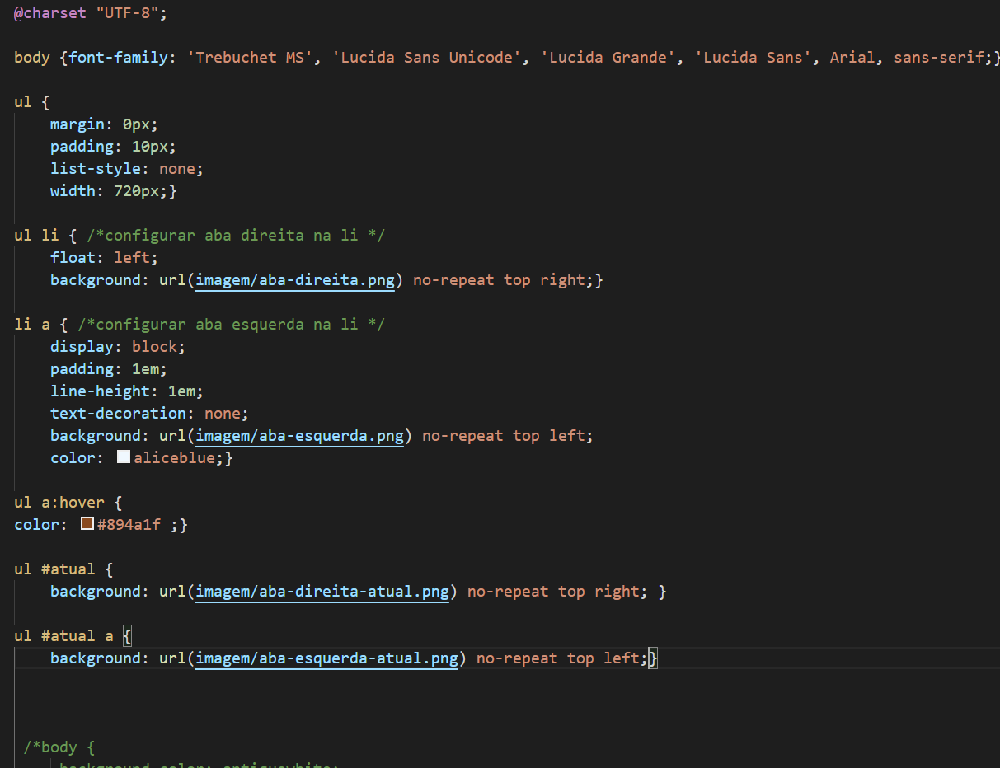 @charset "UTF-8";
body {font-family: 'Trebuchet MS', 'Lucida Sans Unicode', 'Lucida Grande', 'Lucida Sans', Arial, sans-serif;}
ul {
margin: 0px;
padding: 10px;
list-style: none;
width: 720px;}
ul li { /*configurar aba direita na li */
float: left;
background: url(imagem/aba-direita.png) no-repeat top right;}
li a { /*configurar aba esquerda na li */
display: block;
padding: 1em;
line-height: 1em;
text-decoration: none;
background: url(imagem/aba-esquerda.png) no-repeat top left;
color: aliceblue;}
ul a:hover {
color: #894a1f ;}
ul #atual {
background: url(imagem/aba-direita-atual.png) no-repeat top right; }
ul #atual a {
background: url(imagem/aba-esquerda-atual.png) no-repeat top left;}
/*body {
background-color: antiquewhite;